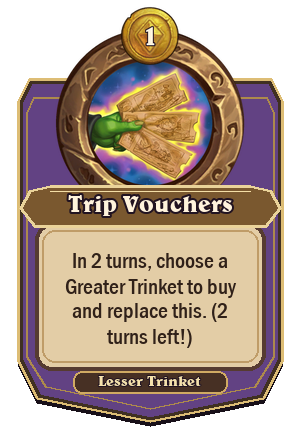 1
Trip Vouchers
In 2 turns, choose a
Greater Trinket to buy
and replace this. (2
turns left!)
Lesser Trinket